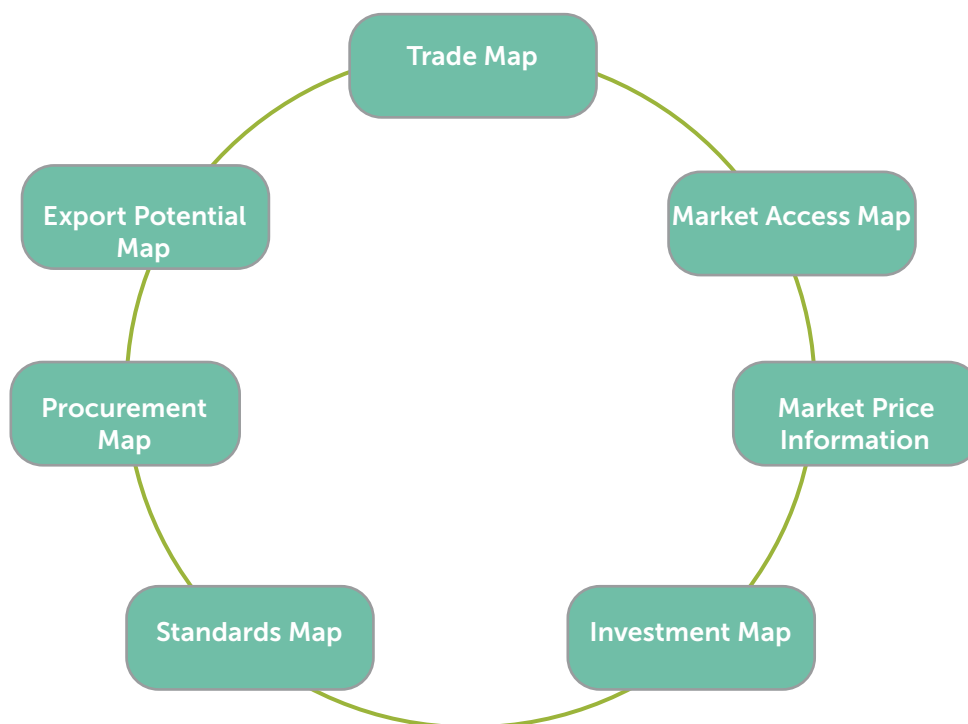 Trade Map
Export Potential
Map
Market Access Map
Procurement
Map
Market Price
Information
Standards Map
Investment Map